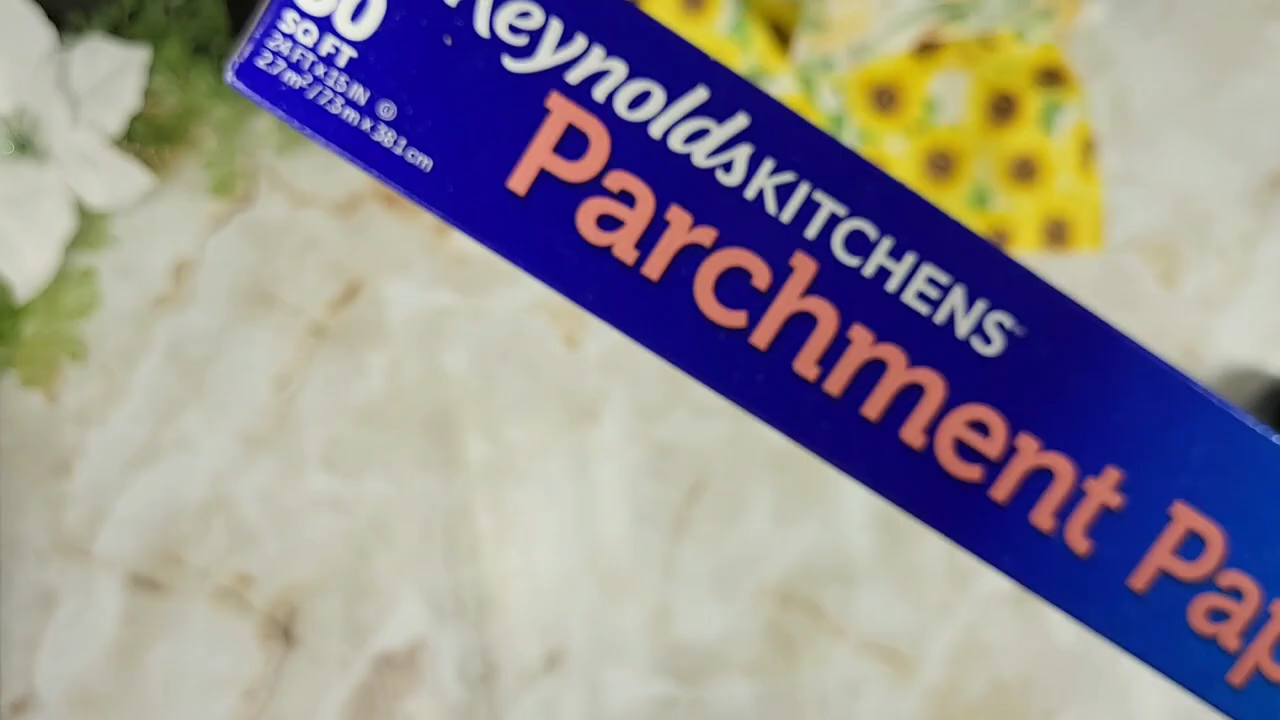 SQ FT
24 FT X 15 IN
Reynolds KITCHENS
Parchment